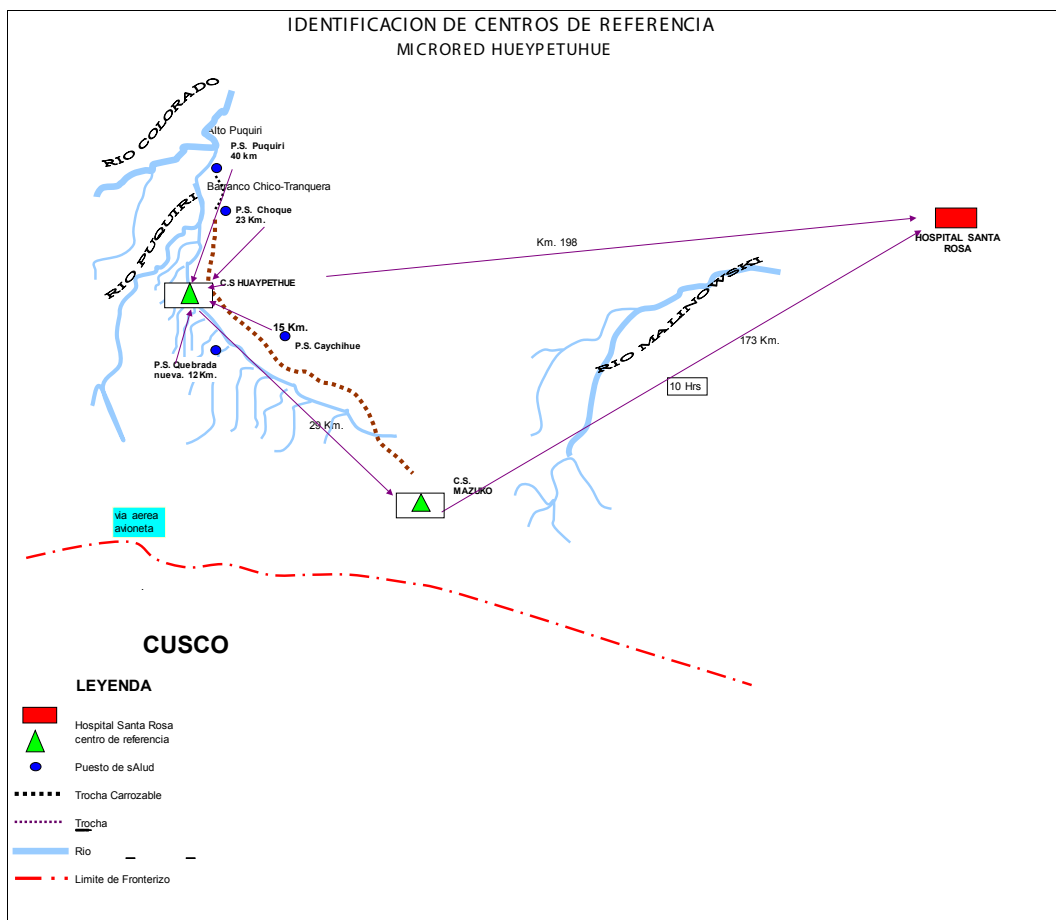 IDENTIFICACION DE CENTROS DE REFERENCIA
MICRORED HUEYPETUHUE
RIO COLORADO
Alto Puquiri
P.S. Puquiri
40 km
Baranco Chico-Tranquera
P.S. Choque
23 Km.
RIO PUQUIRI
HOSPITAL SANTA
ROSA
Km. 198
C.S HUAYPETHUE
RIO MALINOWSKI
15 Km.
P.S. Caychihue
173 Km.
P.S. Quebrada
nueva. 12Km.
10 Hrs
29 Km.
C.S.
MAZUKO
via aerea
avioneta
CUSCO
LEYENDA
Hospital Santa Rosa
centro de referencia
Puesto de sAlud
Trocha Carrozable
Trocha
Rio
Limite de Fronterizo